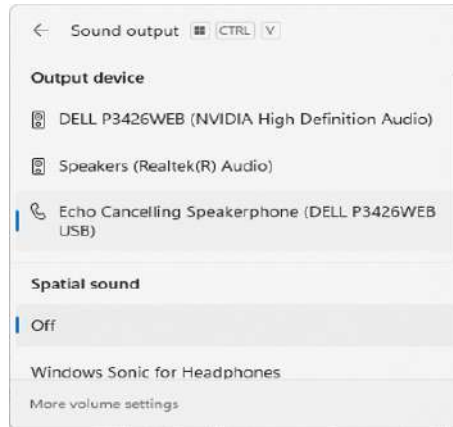 Sound output CTRL V
Output device
DELL P3426WEB (NVIDIA High Definition Audio)
Speakers (Realtek(R) Audio)
Echo Cancelling Speakerphone (DELL P3426WEB
USB)
Spatial sound
Off
Windows Sonic for Headphones
More volume settings